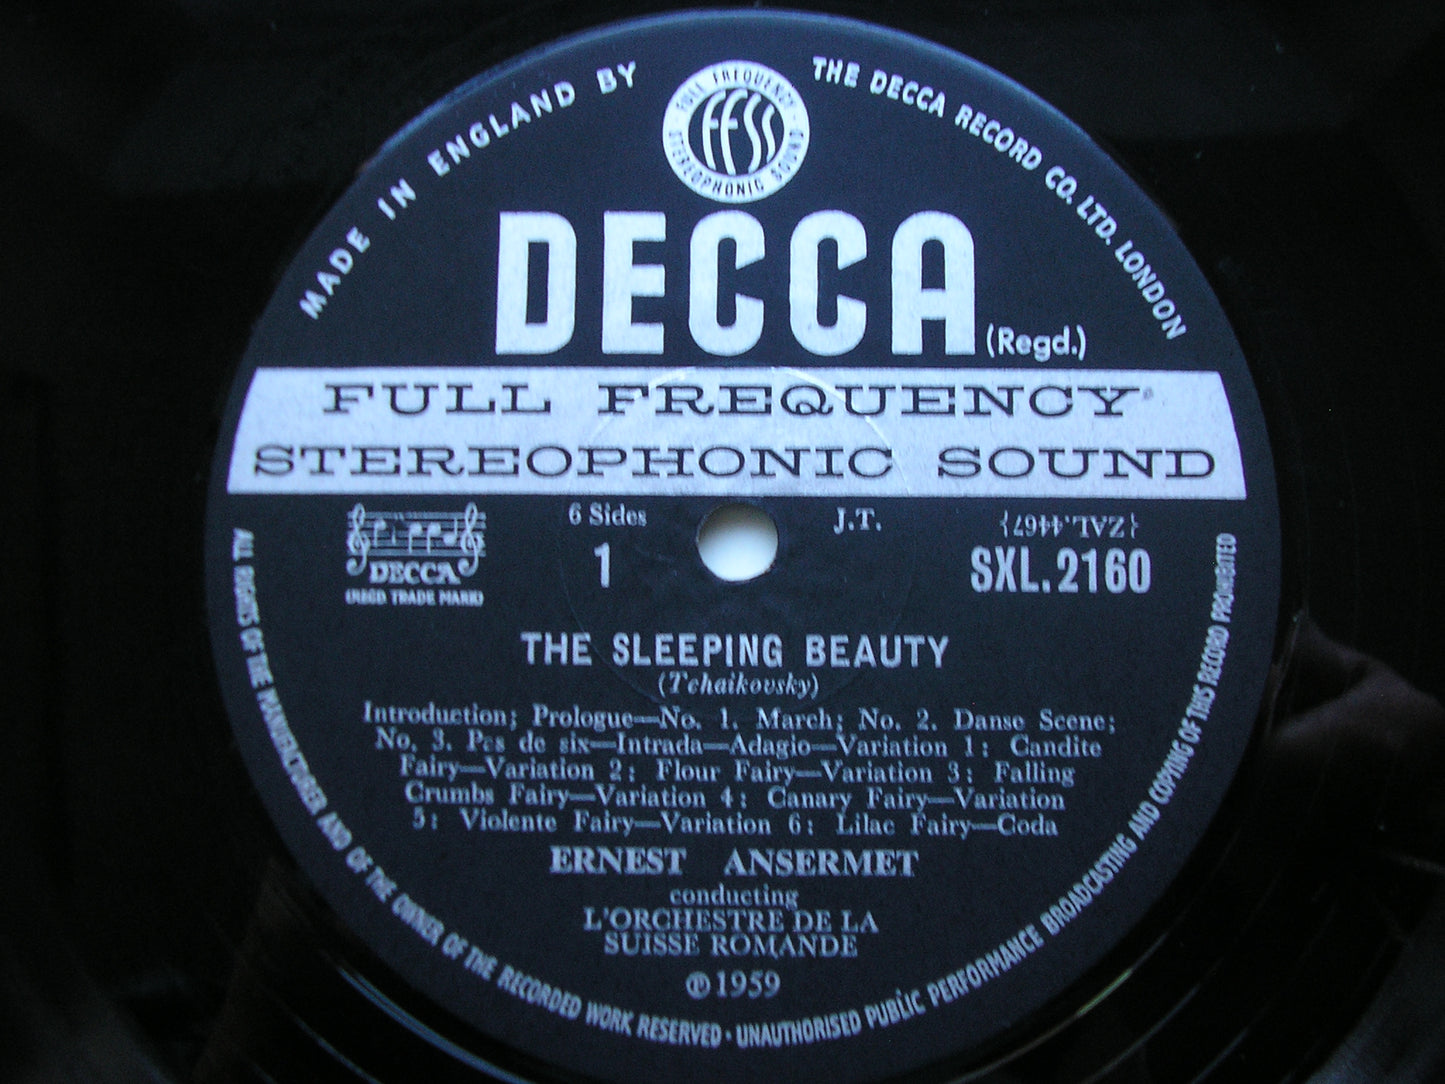 MADE IN ENGLAND BY
THE DECCA RECORD CO. LTD. LONDON
FULL FREQUENCY
STEREOPHONIC SOUND
FFSS
DECCA
(Regd.)
FULL FREQUENCY
STEREOPHONIC SOUND
DECCA
(REGD TRADE MARK)
6 Sides
1
J.T.
{ZAL.4467}
SXL.2160
THE SLEEPING BEAUTY
(Tchaikovsky)
Introduction; Prologue—No. 1. March; No. 2. Danse Scene;
No. 3. Pcs de six—Intrada—Adagio—Variation 1: Candite
Fairy—Variation 2: Flour Fairy—Variation 3: Falling
Crumbs Fairy—Variation 4: Canary Fairy—Variation
5: Violente Fairy—Variation 6: Lilac Fairy—Coda
ERNEST ANSERMET
conducting
L'ORCHESTRE DE LA
SUISSE ROMANDE
℗1959
ALL RIGHTS OF THE MANUFACTURER AND OF THE OWNER OF THE RECORDED WORK RESERVED · UNAUTHORISED PUBLIC PERFORMANCE BROADCASTING AND COPYING OF THIS RECORD PROHIBITED